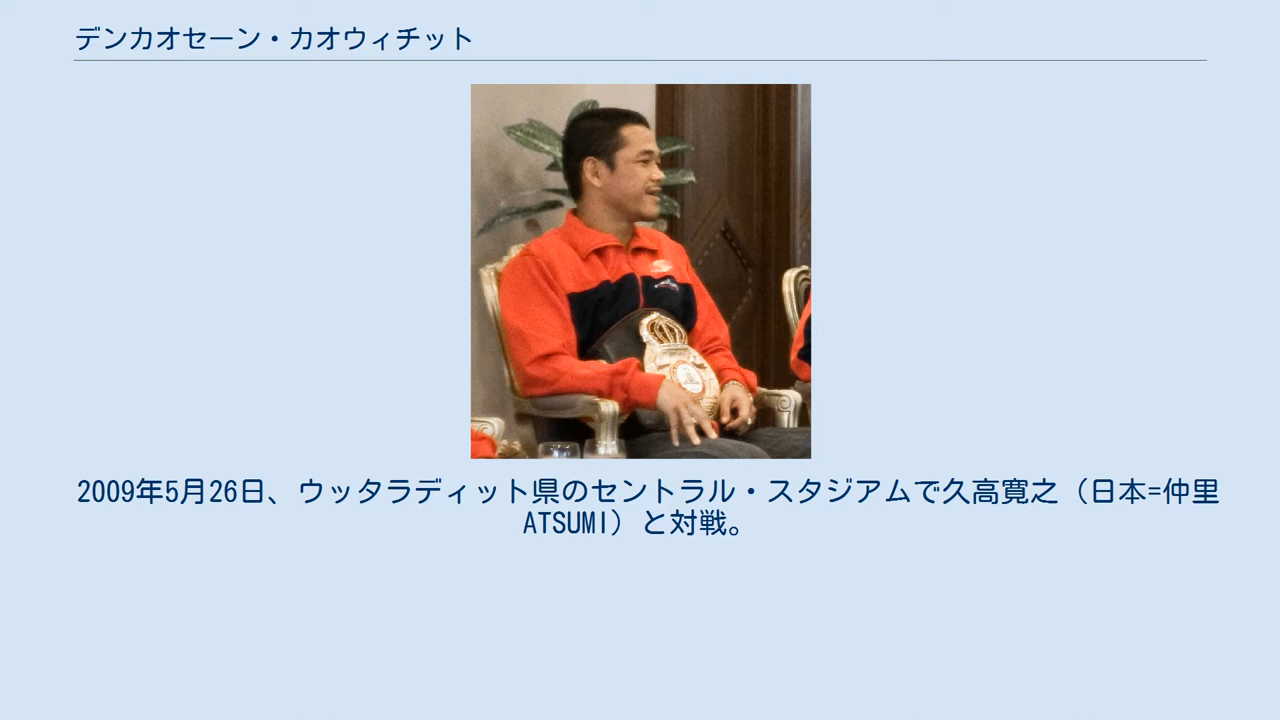 デンカオセーン・カオウィチット
2009年5月26日、ウッタラディット県のセントラル・スタジアムで久高寛之（日本=仲里
ATSUMI）と対戦。